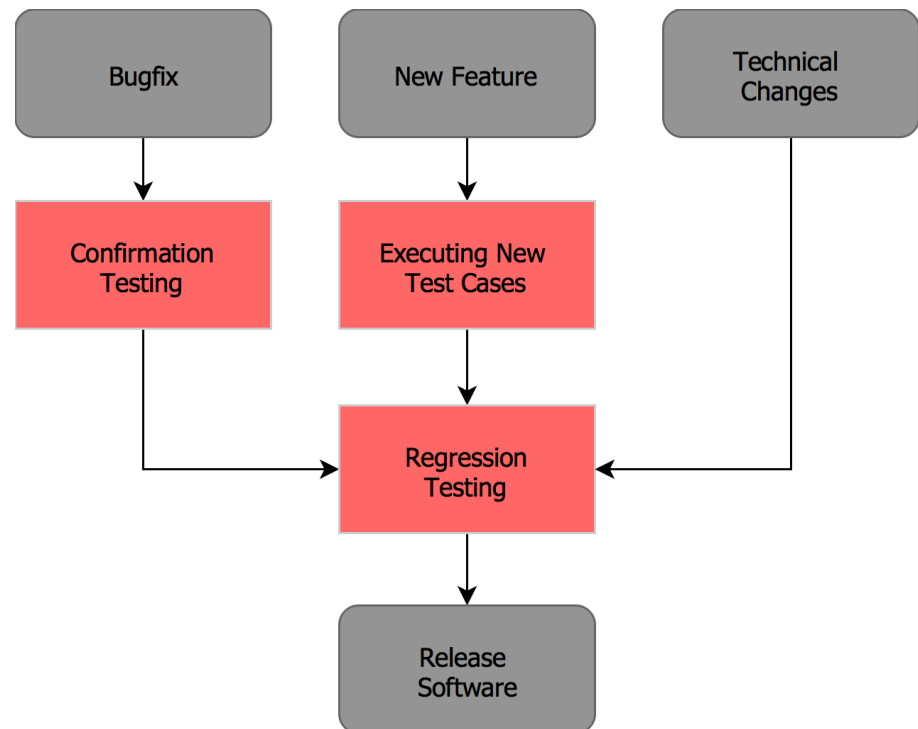 Bugfix
New Feature
Technical
Changes
Confirmation
Testing
Executing New
Test Cases
Regression
Testing
Release
Software